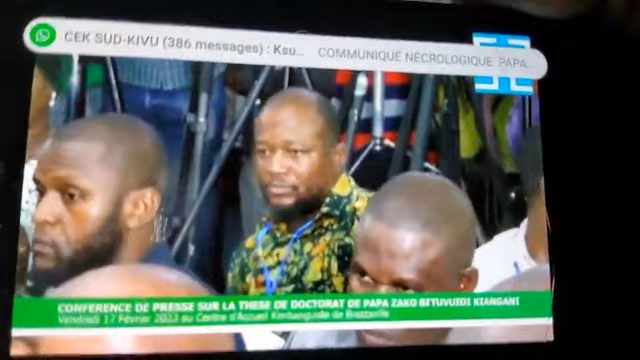 CEK SUD-KIVU (386 messages) : Ksu... COMMUNIQUE NÉCROLOGIQUE PAPA...
CONFERENCE DE PRESSE SUR LA THESE DE DOCTORAT DE PAPA ZAKO BITUVUIDI KIANGANI
Vendredi 17 Février 2023 au Centre d'Accueil Kimbanguiste de Brazzaville